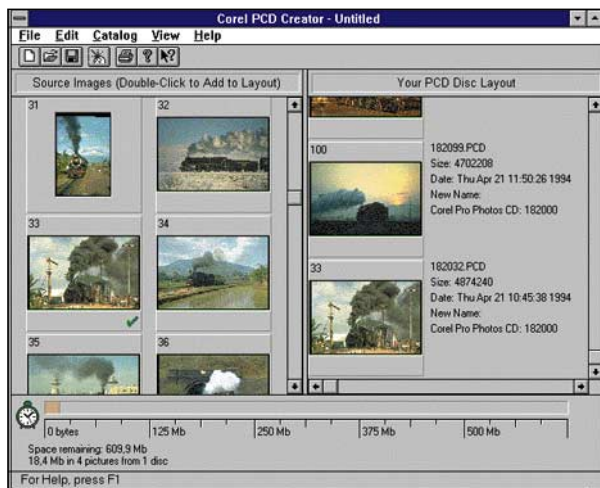 Corel PCD Creator - Untitled
File Edit Catalog View Help
Source Images (Double-Click to Add to Layout)
Your PCD Disc Layout
31
32
33
34
35
36
100
182099.PCD
Size: 4702208
Date: Thu Apr 21 11:50:26 1994
New Name:
Corel Pro Photos CD: 182000
33
182032.PCD
Size: 4874240
Date: Thu Apr 21 10:45:38 1994
New Name:
Corel Pro Photos CD: 182000
0 bytes 125 Mb 250 Mb 375 Mb 500 Mb
Space remaining: 609,9 Mb
18,4 Mb in 4 pictures from 1 disc
For Help, press F1